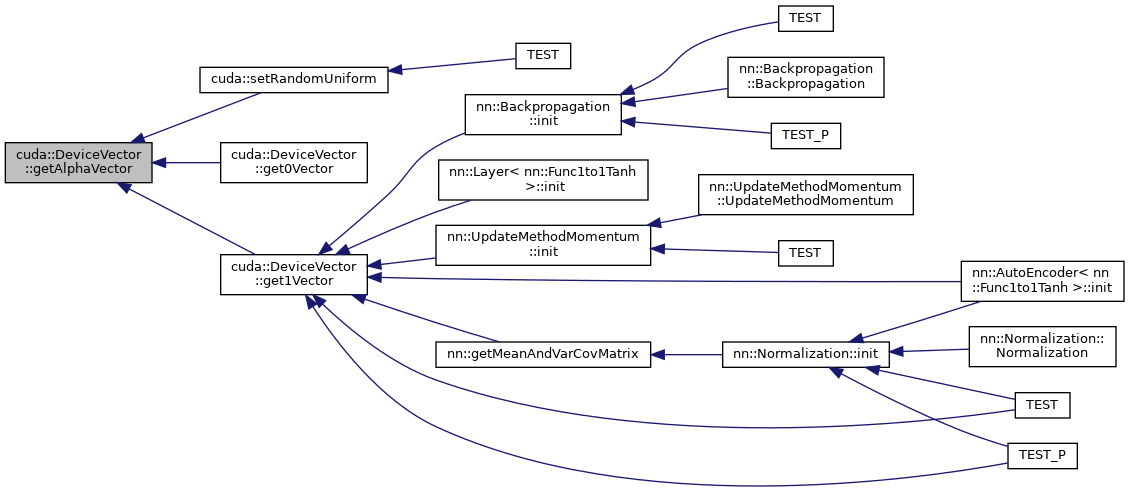 TEST
TEST
cuda::setRandomUniform
nn::Backpropagation
::Backpropagation
nn::Backpropagation
::init
TEST_P
cuda::DeviceVector
::getAlphaVector
cuda::DeviceVector
::get0Vector
nn::Layer< nn::Func1to1Tanh
>::init
nn::UpdateMethodMomentum
::UpdateMethodMomentum
nn::UpdateMethodMomentum
::init
TEST
cuda::DeviceVector
::get1Vector
nn::AutoEncoder< nn
::Func1to1Tanh >::init
nn::getMeanAndVarCovMatrix
nn::Normalization::init
nn::Normalization::
Normalization
TEST
TEST_P